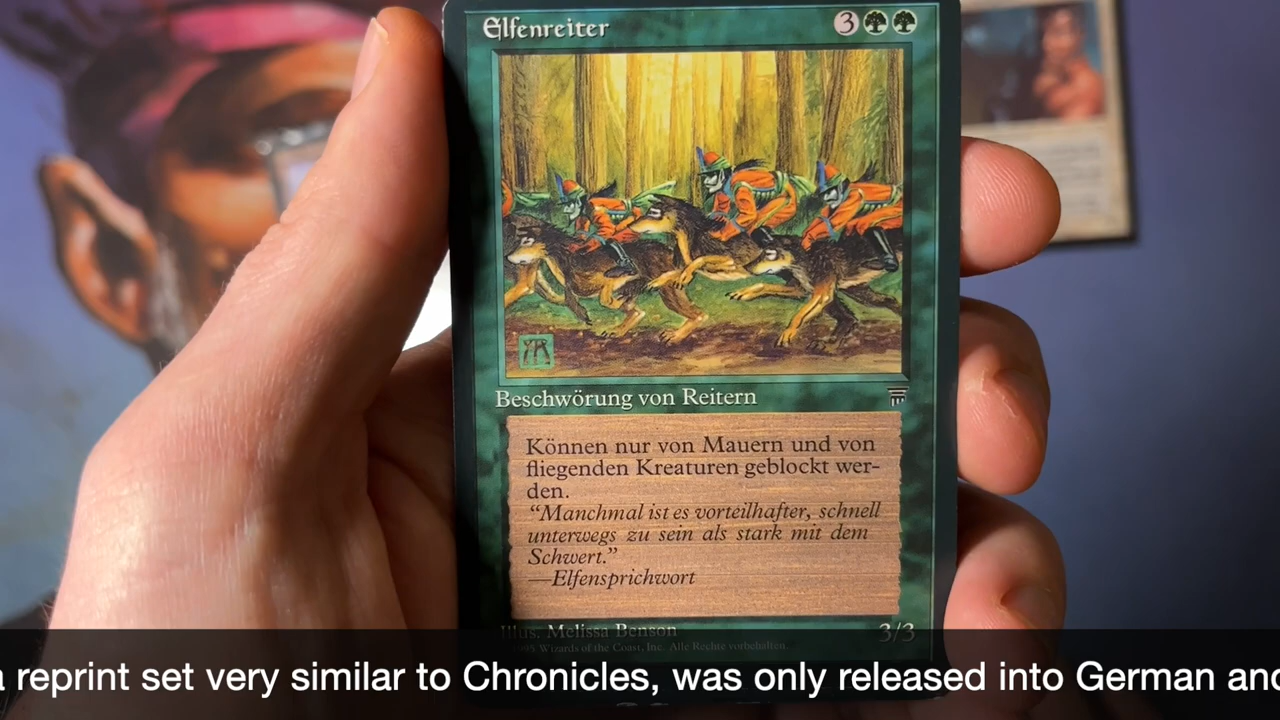 Elfenreiter 3
Beschwörung von Reitern
Können nur von Mauern und von
fliegenden Kreaturen geblockt wer-
den.
“Manchmal ist es vorteilhafter, schnell
unterwegs zu sein als stark mit dem
Schwert.”
—Elfensprichwort
Illus. Melissa Benson 3/3
1995 Wizards of the Coast, Inc. Alle Rechte vorbehalten.
a reprint set very similar to Chronicles, was only released into German and